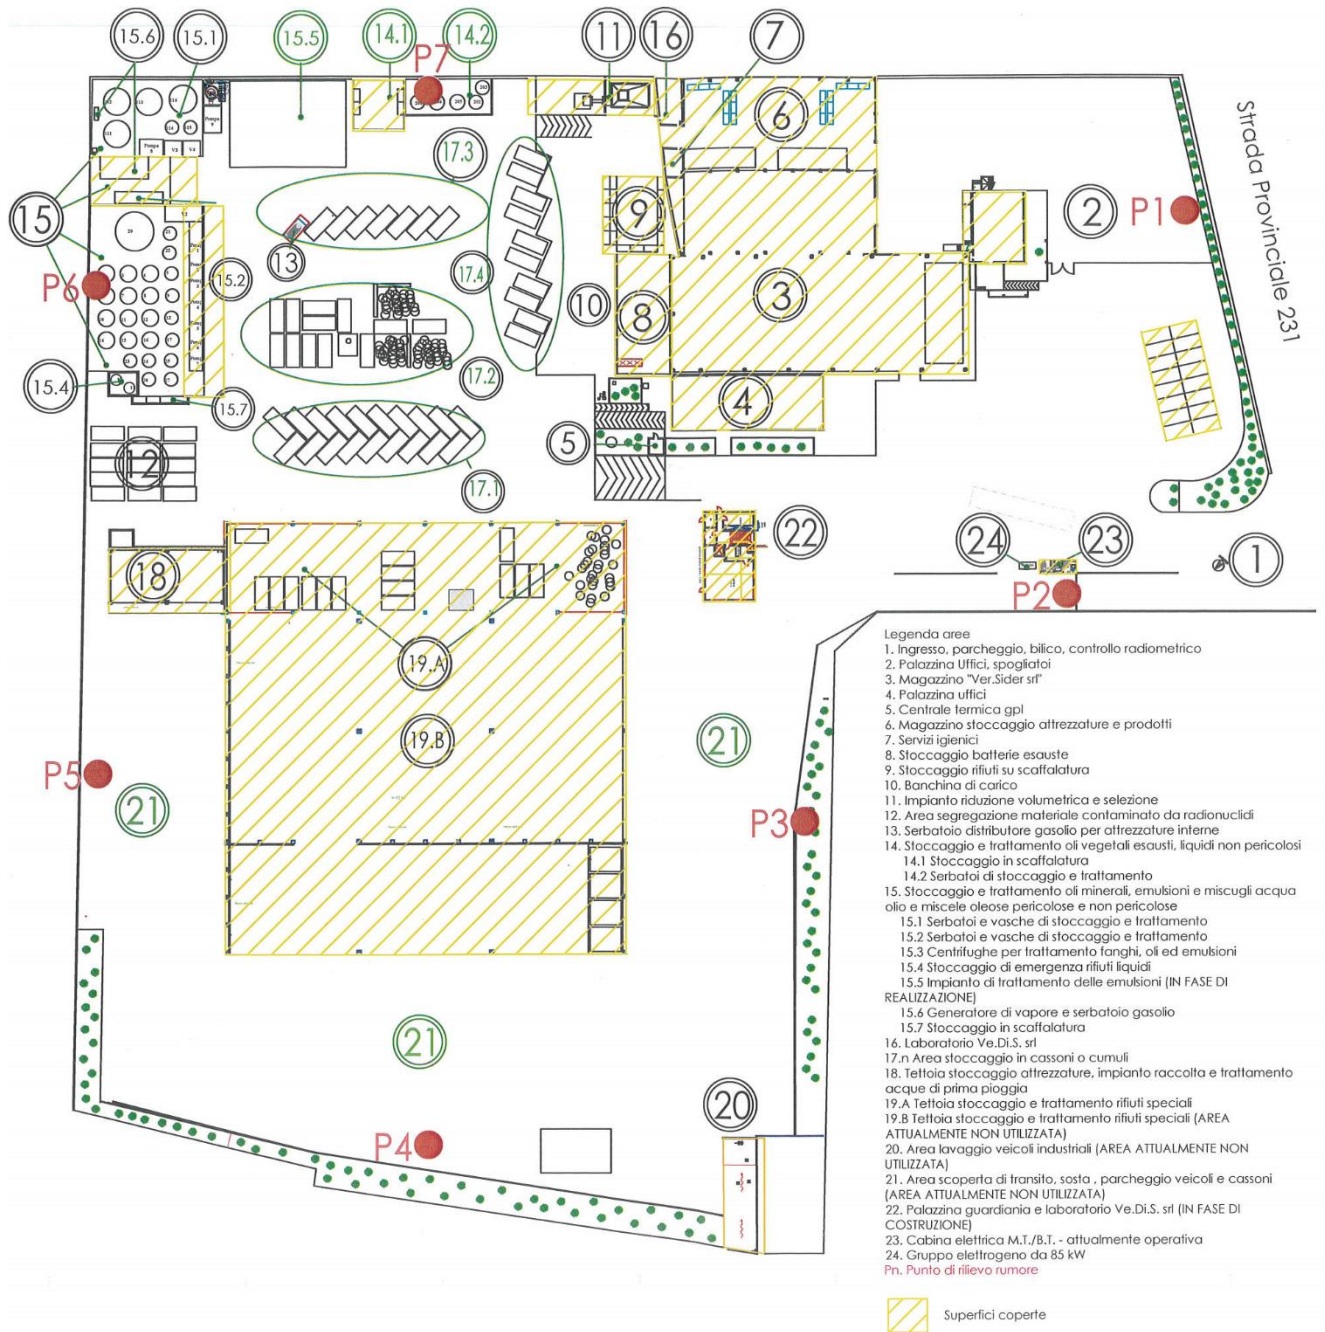 15.6
15.1
15.5
14.1
P7
14.2
11
16
7
6
17.3
15
9
2
P1
Strada Provinciale 231
13
17.4
P6
15.2
10
8
3
15.4
15.7
17.2
4
12
5
17.1
18
22
24
23
1
P2
19.A
19.B
21
P5
21
P3
21
20
P4
Legenda aree
1. Ingresso, parcheggio, bilico, controllo radiometrico
2. Palazzina Uffici, spogliatoi
3. Magazzino "Ver.Sider srl"
4. Palazzina uffici
5. Centrale termica gpl
6. Magazzino stoccaggio attrezzature e prodotti
7. Servizi igienici
8. Stoccaggio batterie esauste
9. Stoccaggio rifiuti su scaffalatura
10. Banchina di carico
11. Impianto riduzione volumetrica e selezione
12. Area segregazione materiale contaminato da radionuclidi
13. Serbatoio distributore gasolio per attrezzature interne
14. Stoccaggio e trattamento oli vegetali esausti, liquidi non pericolosi
14.1 Stoccaggio in scaffalatura
14.2 Serbatoi di stoccaggio e trattamento
15. Stoccaggio e trattamento oli minerali, emulsioni e miscugli acqua
olio e miscele oleose pericolose e non pericolose
15.1 Serbatoi e vasche di stoccaggio e trattamento
15.2 Serbatoi e vasche di stoccaggio e trattamento
15.3 Centrifughe per trattamento fanghi, oli ed emulsioni
15.4 Stoccaggio di emergenza rifiuti liquidi
15.5 Impianto di trattamento delle emulsioni (IN FASE DI
REALIZZAZIONE)
15.6 Generatore di vapore e serbatoio gasolio
15.7 Stoccaggio in scaffalatura
16. Laboratorio Ve.Di.S. srl
17.n Area stoccaggio in cassoni o cumuli
18. Tettoia stoccaggio attrezzature, impianto raccolta e trattamento
acque di prima pioggia
19.A Tettoia stoccaggio e trattamento rifiuti speciali
19.B Tettoia stoccaggio e trattamento rifiuti speciali (AREA
ATTUALMENTE NON UTILIZZATA)
20. Area lavaggio veicoli industriali (AREA ATTUALMENTE NON
UTILIZZATA)
21. Area scoperta di transito, sosta , parcheggio veicoli e cassoni
(AREA ATTUALMENTE NON UTILIZZATA)
22. Palazzina guardiania e laboratorio Ve.Di.S. srl (IN FASE DI
COSTRUZIONE)
23. Cabina elettrica M.T./B.T. - attualmente operativa
24. Gruppo elettrogeno da 85 kW
Pn. Punto di rilievo rumore
Superfici coperte